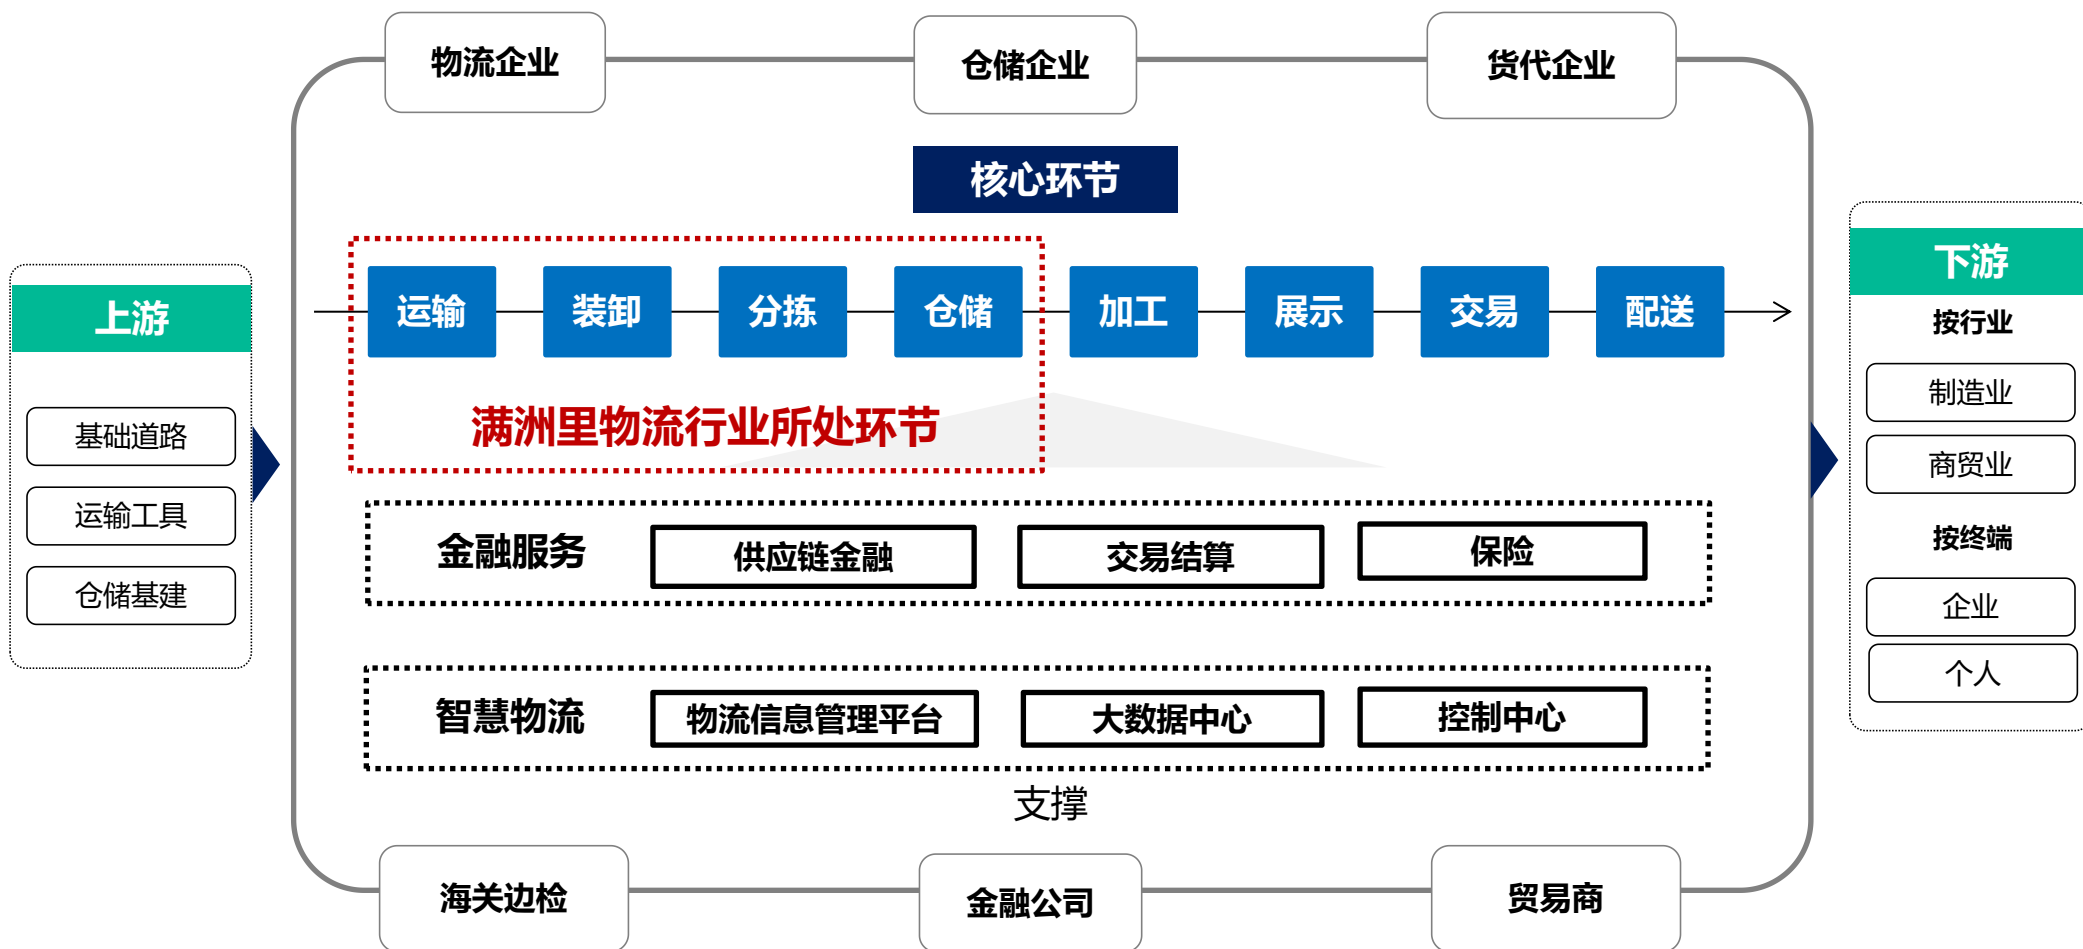 物流企业
仓储企业
货代企业
核心环节
上游
基础道路
运输工具
仓储基建
运输
装卸
分拣
仓储
加工
展示
交易
配送
满洲里物流行业所处环节
金融服务
供应链金融
交易结算
保险
智慧物流
物流信息管理平台
大数据中心
控制中心
支撑
下游
按行业
制造业
商贸业
按终端
企业
个人
海关边检
金融公司
贸易商